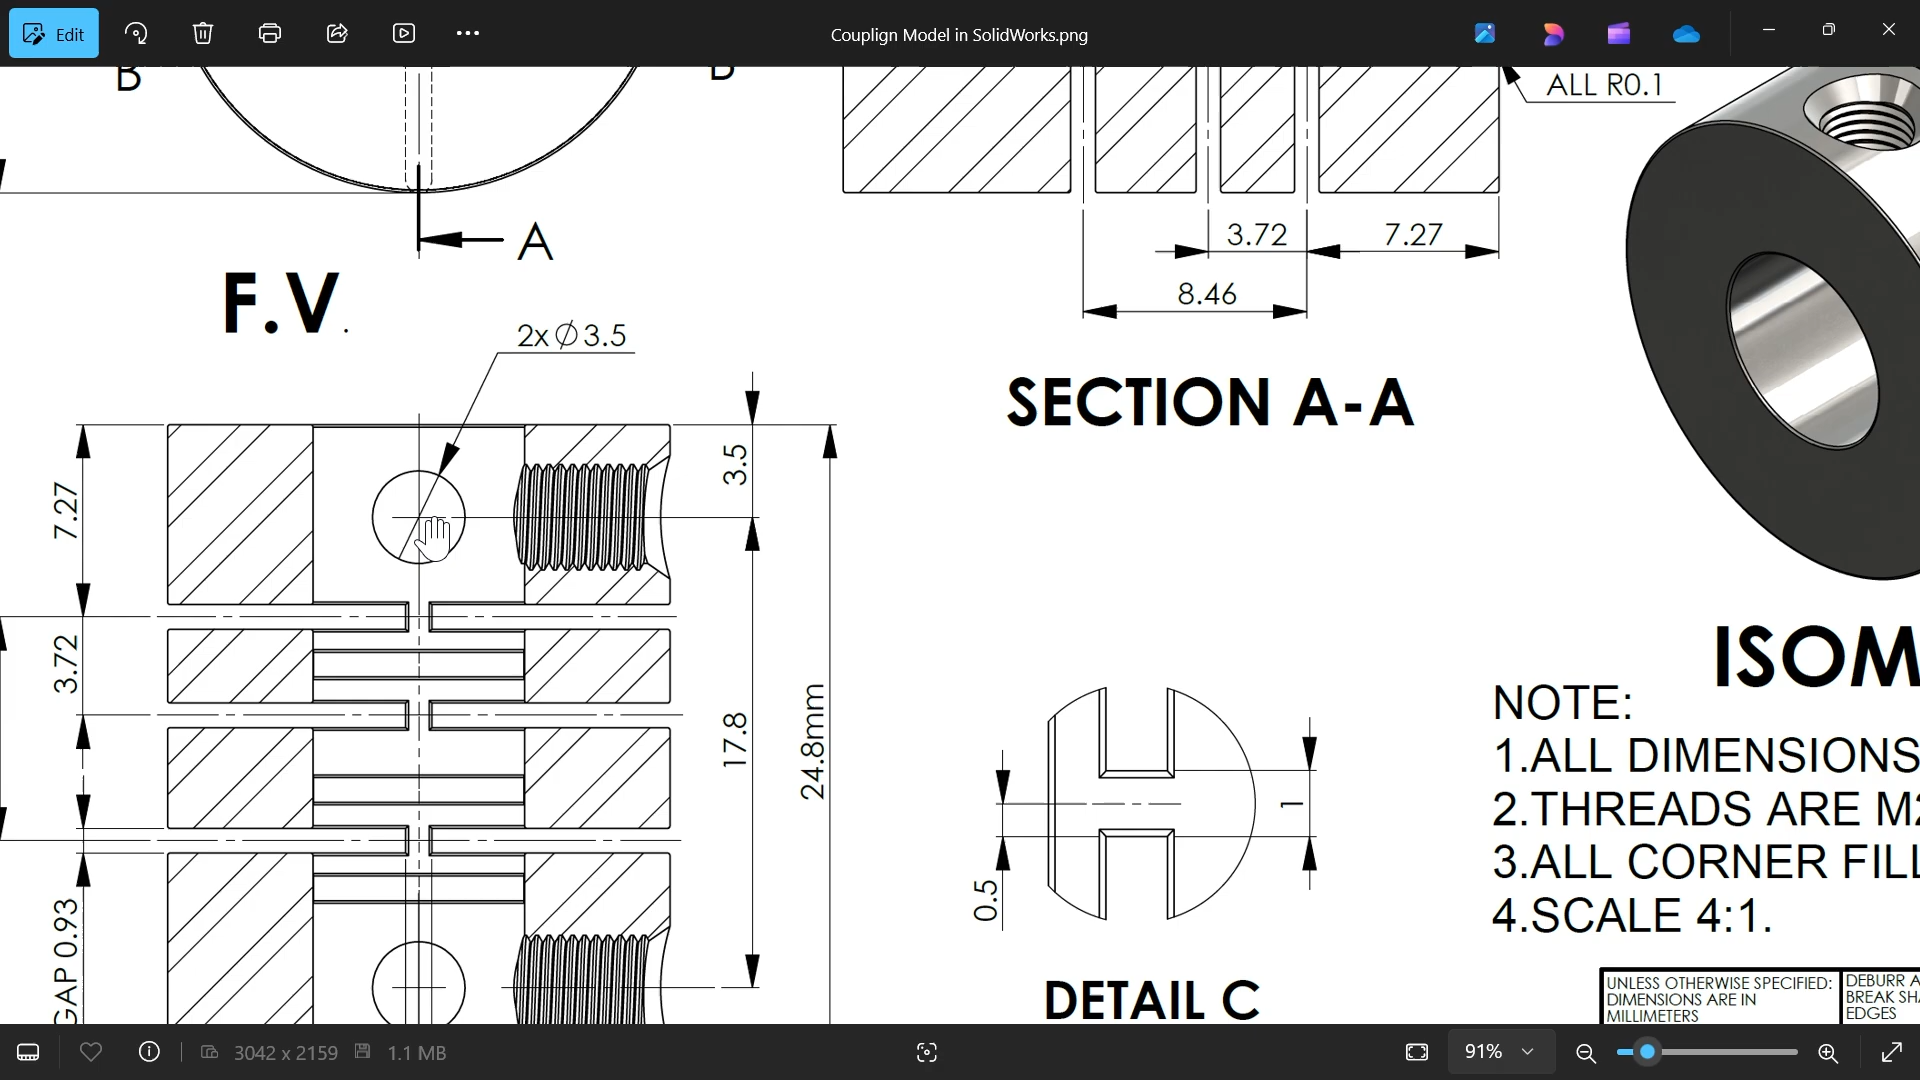 Edit
Couplign Model in SolidWorks.png
B
ALL R0.1
A
3.72
7.27
8.46
F.V.
2x∅3.5
SECTION A-A
7.27
3.5
3.72
17.8
24.8mm
GAP 0.93
1
0.5
DETAIL C
ISOM
NOTE:
1.ALL DIMENSIONS
2.THREADS ARE M2
3.ALL CORNER FILL
4.SCALE 4:1.
UNLESS OTHERWISE SPECIFIED:
DIMENSIONS ARE IN
MILLIMETERS
DEBURR A
BREAK SHA
EDGES
3042 x 2159
1.1 MB
91%